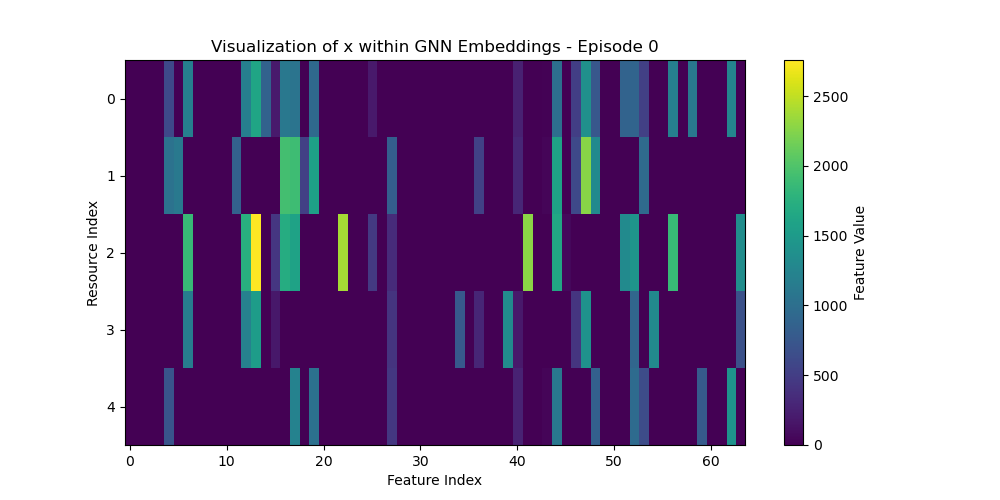 Visualization of x within GNN Embeddings - Episode 0
Resource Index
0
1
2
3
4
0 10 20 30 40 50 60
Feature Index
2500
2000
1500
1000
500
0
Feature Value